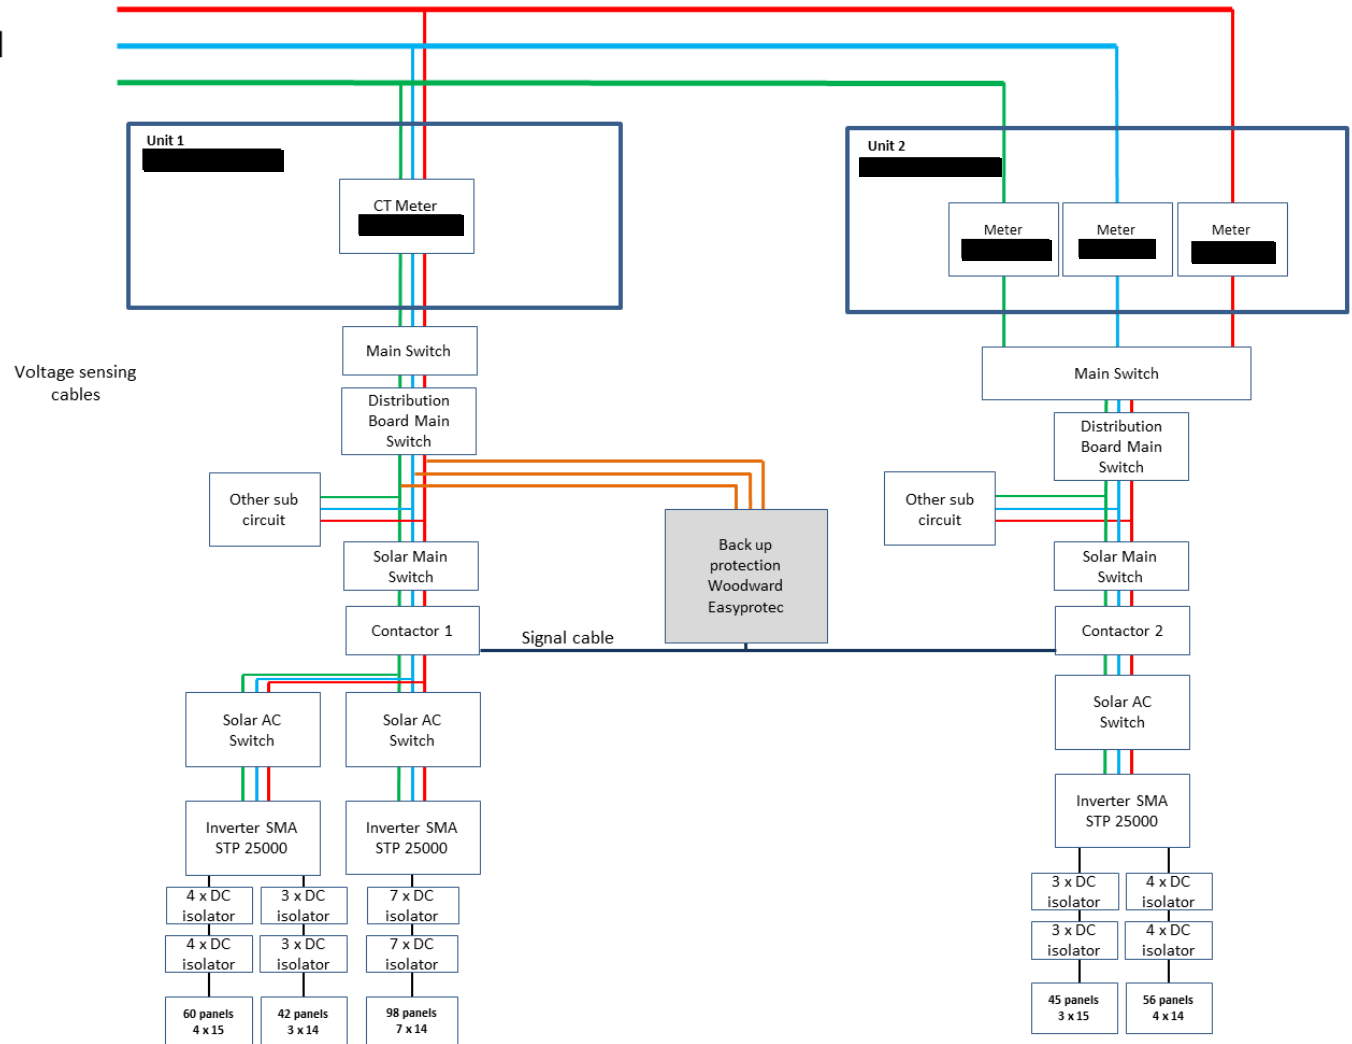 Unit 1
CT Meter
Unit 2
Meter
Meter
Meter
Main Switch
Voltage sensing
cables
Main Switch
Distribution
Board Main
Switch
Distribution
Board Main
Switch
Other sub
circuit
Other sub
circuit
Back up
protection
Woodward
Easyprotec
Solar Main
Switch
Solar Main
Switch
Contactor 1
Signal cable
Contactor 2
Solar AC
Switch
Solar AC
Switch
Solar AC
Switch
Inverter SMA
STP 25000
Inverter SMA
STP 25000
Inverter SMA
STP 25000
4 x DC
isolator
3 x DC
isolator
7 x DC
isolator
3 x DC
isolator
4 x DC
isolator
4 x DC
isolator
3 x DC
isolator
7 x DC
isolator
3 x DC
isolator
4 x DC
isolator
60 panels
4 x 15
42 panels
3 x 14
98 panels
7 x 14
45 panels
3 x 15
56 panels
4 x 14